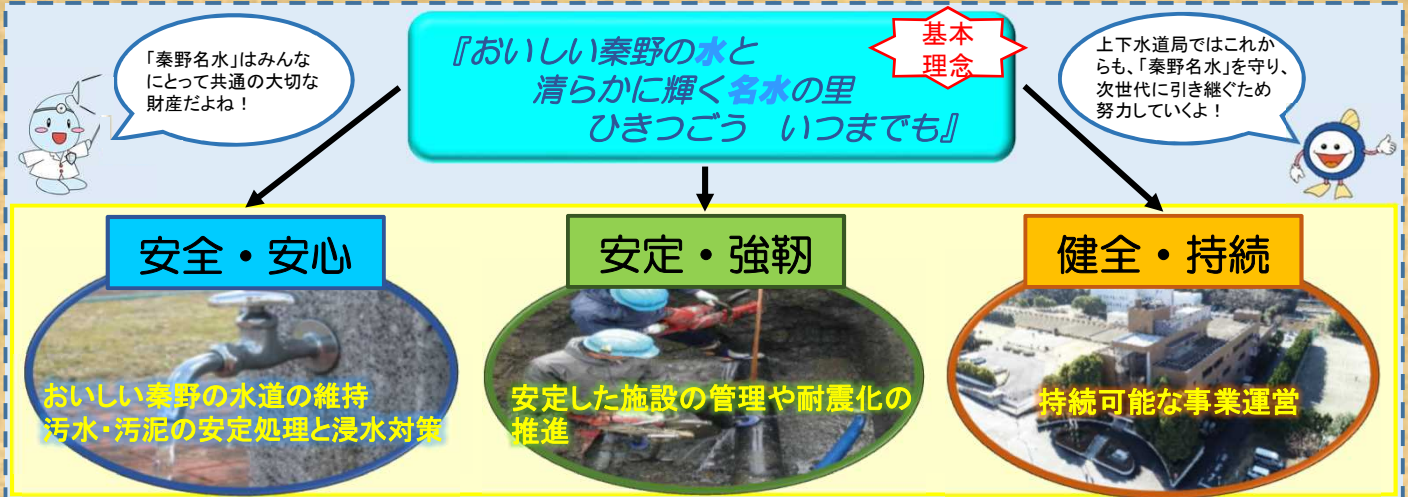 「秦野名水」はみんな
にとって共通の大切な
財産だよね！
『おいしい秦野の水と
清らかに輝く名水の里
ひきつごう　いつまでも』
基本
理念
上下水道局ではこれか
らも、「秦野名水」を守り、
次世代に引き継ぐため
努力していくよ！
安全・安心
おいしい秦野の水道の維持
汚水・汚泥の安定処理と浸水対策
安定・強靭
安定した施設の管理や耐震化の
推進
健全・持続
持続可能な事業運営